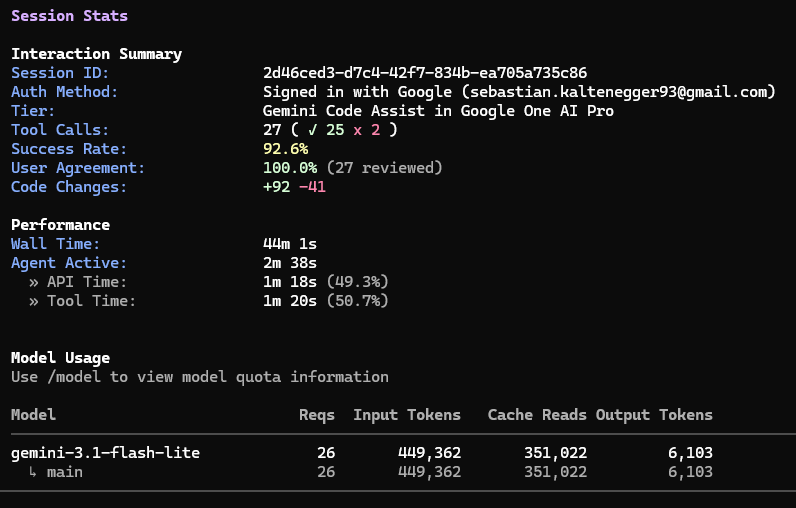 Session Stats
Interaction Summary
Session ID: 2d46ced3-d7c4-42f7-834b-ea705a735c86
Auth Method: Signed in with Google (sebastian.kaltenegger93@gmail.com)
Tier: Gemini Code Assist in Google One AI Pro
Tool Calls: 27 ( √ 25 x 2 )
Success Rate: 92.6%
User Agreement: 100.0% (27 reviewed)
Code Changes: +92 -41
Performance
Wall Time: 44m 1s
Agent Active: 2m 38s
» API Time: 1m 18s (49.3%)
» Tool Time: 1m 20s (50.7%)
Model Usage
Use /model to view model quota information
Model Reqs Input Tokens Cache Reads Output Tokens
gemini-3.1-flash-lite 26 449,362 351,022 6,103
↳ main 26 449,362 351,022 6,103